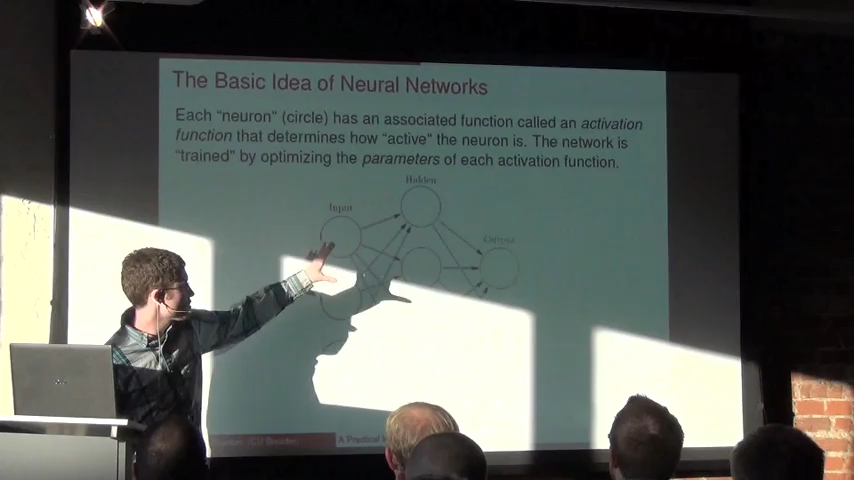 The Basic Idea of Neural Networks
Each "neuron" (circle) has an associated function called an activation
function that determines how "active" the neuron is. The network is
"trained" by optimizing the parameters of each activation function.
Hidden
Input
Output
A Practical